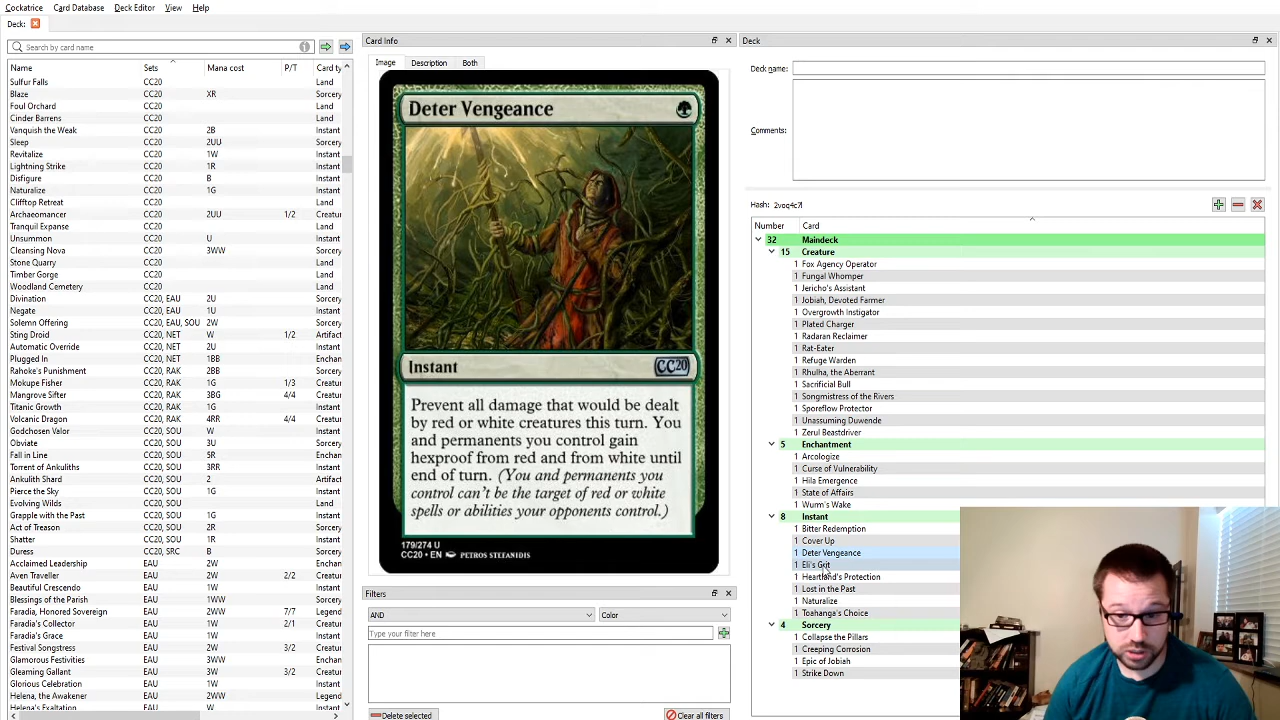 Cockatrice Card Database Deck Editor View Help
Deck:
Search by card name
Name Sets Mana cost P/T Card ty
Sulfur Falls CC20 Land
Blaze CC20 XR Sorcery
Foul Orchard CC20 Land
Cinder Barrens CC20 Land
Vanquish the Weak CC20 2B Instant
Sleep CC20 2UU Sorcery
Revitalize CC20 1W Instant
Lightning Strike CC20 1R Instant
Disfigure CC20 B Instant
Naturalize CC20 1G Instant
Clifftop Retreat CC20 Land
Archaeomancer CC20 2UU 1/2 Creatur
Tranquil Expanse CC20 Land
Unsummon CC20 U Instant
Cleansing Nova CC20 3WW Sorcery
Stone Quarry CC20 Land
Timber Gorge CC20 Land
Woodland Cemetery CC20 Land
Divination CC20, EAU 2U Sorcery
Negate CC20, EAU 1U Instant
Solemn Offering CC20, EAU, SOU 2W Sorcery
Sting Droid CC20, NET W 1/2 Artifact
Automatic Override CC20, NET 2U Instant
Plugged In CC20, NET 1BB Enchan
Rahoke's Punishment CC20, RAK 2BB Sorcery
Mokupe Fisher CC20, RAK 1G 1/3 Creatur
Mangrove Sifter CC20, RAK 3BG 4/4 Creatur
Titanic Growth CC20, RAK 1G Instant
Volcanic Dragon CC20, RAK 4RR 4/4 Creatur
Godchosen Valor CC20, SOU W Instant
Obviate CC20, SOU 3U Instant
Fall in Line CC20, SOU 5R Sorcery
Torrent of Ankuliths CC20, SOU 3RR Sorcery
Ankulith Shard CC20, SOU 2 Artifact
Pierce the Sky CC20, SOU 1G Instant
Evolving Wilds CC20, SOU Land
Grapple with the Past CC20, SOU 1G Instant
Act of Treason CC20, SOU 2R Sorcery
Shatter CC20, SOU 1R Instant
Duress CC20, SRC B Sorcery
Acclaimed Leadership EAU 2W Enchan
Aven Traveller EAU 2W 2/2 Creatur
Beautiful Crescendo EAU 1W Instant
Blessings of the Parish EAU 1WW Enchan
Faradia, Honored Sovereign EAU 2WW 7/7 Legend
Faradia's Collector EAU 1W 2/1 Creatur
Faradia's Grace EAU 1W Instant
Festival Songstress EAU 2W 3/2 Creatur
Glamorous Festivities EAU 3WW Enchan
Gleaming Gallant EAU 3W 2/4 Creatur
Glorious Celebration EAU 1W Instant
Helena, the Awakener EAU 2WW Legend
Helena's Exaltation EAU 2W Instant
Card Info
Image Description Both
Deter Vengeance
Instant CC20
Prevent all damage that would be dealt
by red or white creatures this turn. You
and permanents you control gain
hexproof from red and from white until
end of turn. (You and permanents you
control can't be the target of red or white
spells or abilities your opponents control.)
179/274 U
CC20 • EN PETROS STEFANIDIS
Filters
AND Color
Type your filter here
Delete selected Clear all filters
Deck
Deck name:
Comments:
Hash: 2voq4c7l
Number Card
32 Maindeck
15 Creature
1 Fox Agency Operator
1 Fungal Whomper
1 Jericho's Assistant
1 Jobiah, Devoted Farmer
1 Overgrowth Instigator
1 Plated Charger
1 Radaran Reclaimer
1 Rat-Eater
1 Refuge Warden
1 Rhulha, the Aberrant
1 Sacrificial Bull
1 Songmistress of the Rivers
1 Sporeflow Protector
1 Unassuming Duwende
1 Zerul Beastdriver
5 Enchantment
1 Arcologize
1 Curse of Vulnerability
1 Hila Emergence
1 State of Affairs
1 Wurm's Wake
8 Instant
1 Bitter Redemption
1 Cover Up
1 Deter Vengeance
1 Eli's Grit
1 Heartland's Protection
1 Lost in the Past
1 Naturalize
1 Toahanga's Choice
4 Sorcery
1 Collapse the Pillars
1 Creeping Corrosion
1 Epic of Jobiah
1 Strike Down